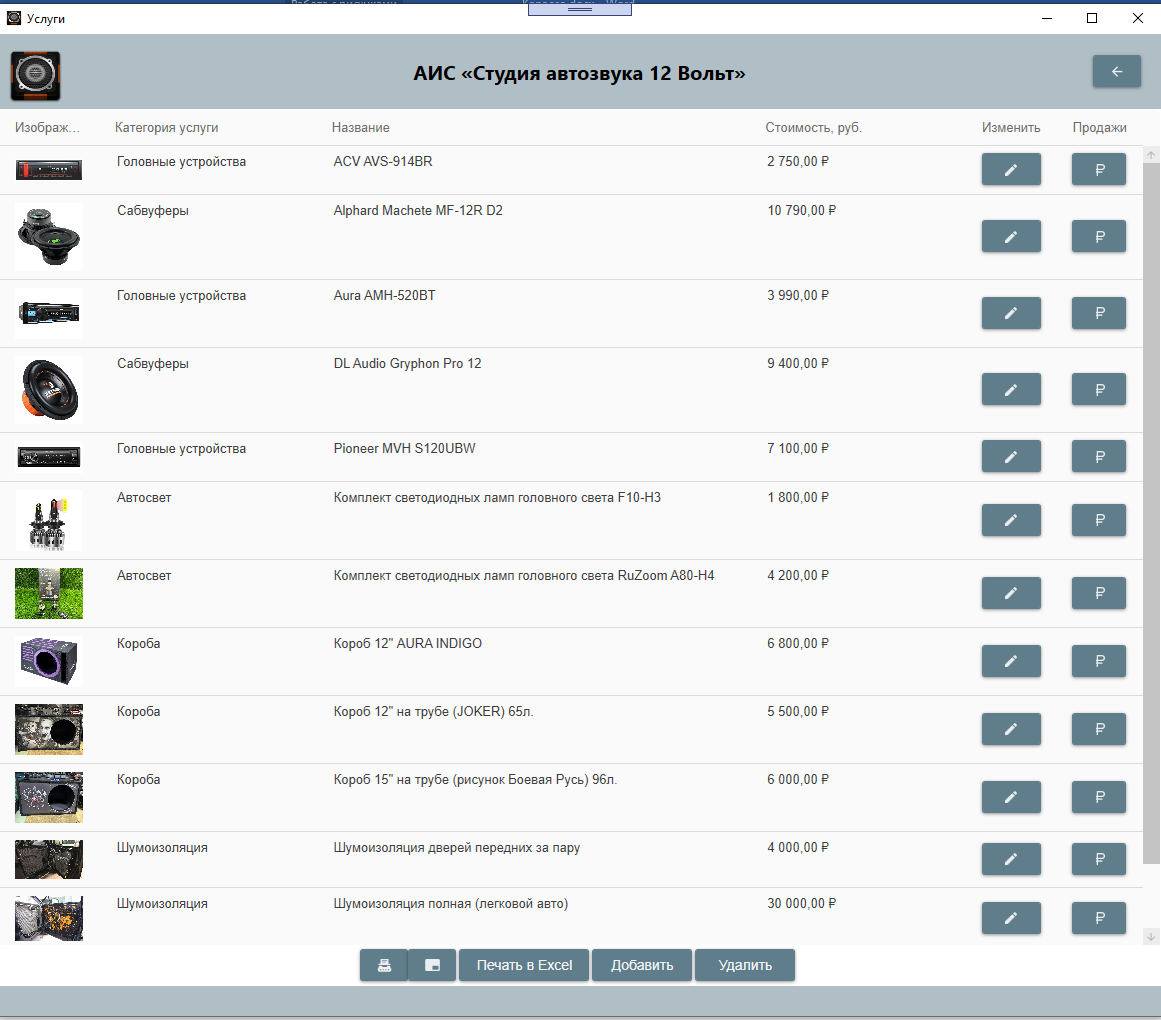 Услуги
АИС «Студия автозвука 12 Вольт»
Изображ... Категория услуги Название Стоимость, руб. Изменить Продажи
Головные устройства ACV AVS-914BR 2 750,00 ₽ ₽
Сабвуферы Alphard Machete MF-12R D2 10 790,00 ₽ ₽
Головные устройства Aura AMH-520BT 3 990,00 ₽ ₽
Сабвуферы DL Audio Gryphon Pro 12 9 400,00 ₽ ₽
Головные устройства Pioneer MVH S120UBW 7 100,00 ₽ ₽
Автосвет Комплект светодиодных ламп головного света F10-H3 1 800,00 ₽ ₽
Автосвет Комплект светодиодных ламп головного света RuZoom A80-H4 4 200,00 ₽ ₽
Короба Короб 12" AURA INDIGO 6 800,00 ₽ ₽
Короба Короб 12" на трубе (JOKER) 65л. 5 500,00 ₽ ₽
Короба Короб 15" на трубе (рисунок Боевая Русь) 96л. 6 000,00 ₽ ₽
Шумоизоляция Шумоизоляция дверей передних за пару 4 000,00 ₽ ₽
Шумоизоляция Шумоизоляция полная (легковой авто) 30 000,00 ₽ ₽
Печать в Excel Добавить Удалить